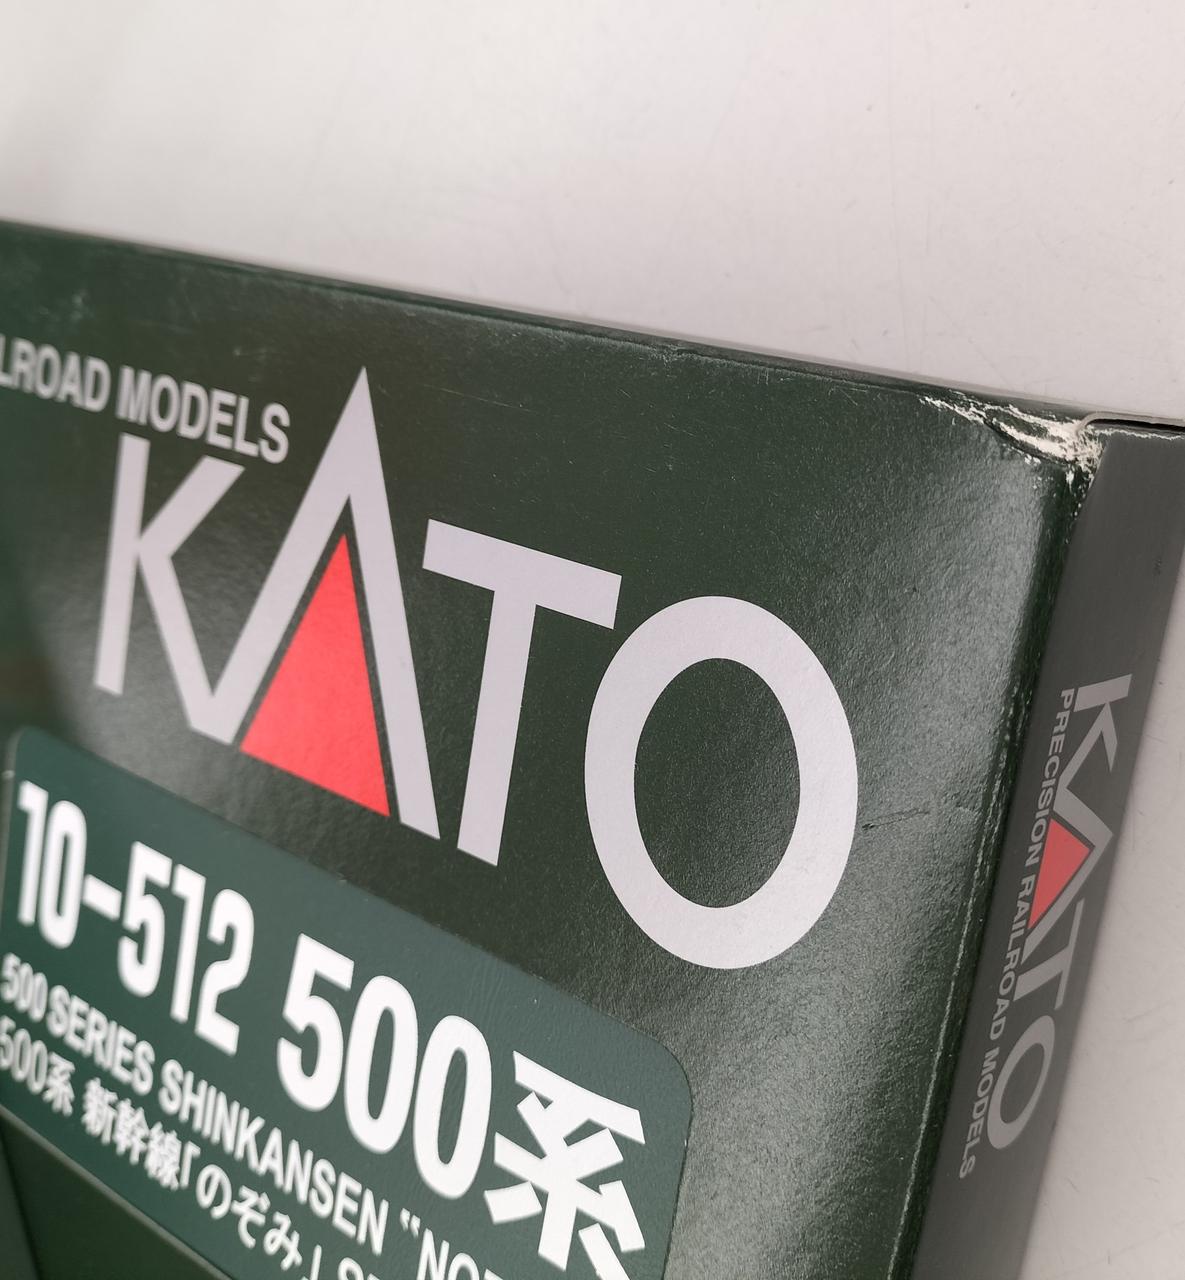 LROAD MODELS
KATO
10-512 500系
500 SERIES SHINKANSEN "NO
500系 新幹線「のぞみ」
KATO
PRECISION RAILROAD MODELS